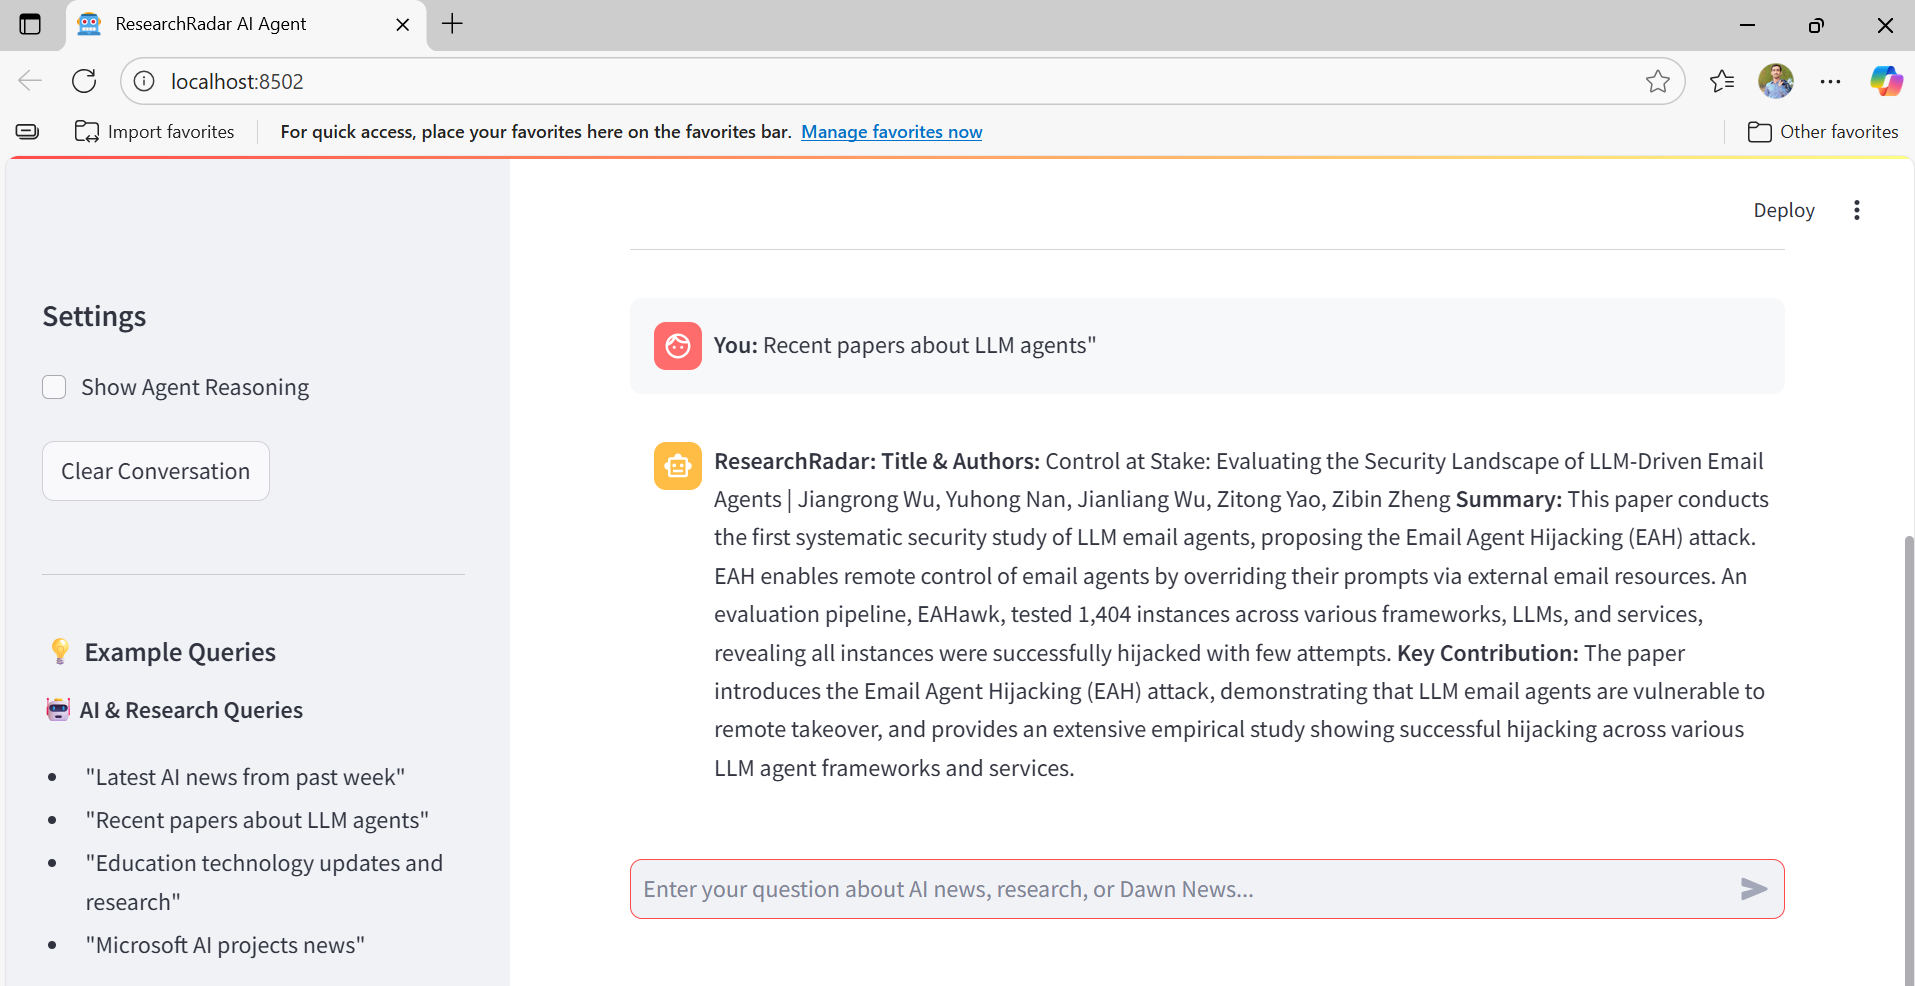 ResearchRadar AI Agent
localhost:8502
Import favorites
For quick access, place your favorites here on the favorites bar. Manage favorites now
Other favorites
Deploy
Settings
Show Agent Reasoning
Clear Conversation
Example Queries
AI & Research Queries
"Latest AI news from past week"
"Recent papers about LLM agents"
"Education technology updates and
research"
"Microsoft AI projects news"
You: Recent papers about LLM agents"
ResearchRadar: Title & Authors: Control at Stake: Evaluating the Security Landscape of LLM-Driven Email
Agents | Jiangrong Wu, Yuhong Nan, Jianliang Wu, Zitong Yao, Zibin Zheng Summary: This paper conducts
the first systematic security study of LLM email agents, proposing the Email Agent Hijacking (EAH) attack.
EAH enables remote control of email agents by overriding their prompts via external email resources. An
evaluation pipeline, EAHawk, tested 1,404 instances across various frameworks, LLMs, and services,
revealing all instances were successfully hijacked with few attempts. Key Contribution: The paper
introduces the Email Agent Hijacking (EAH) attack, demonstrating that LLM email agents are vulnerable to
remote takeover, and provides an extensive empirical study showing successful hijacking across various
LLM agent frameworks and services.
Enter your question about AI news, research, or Dawn News...